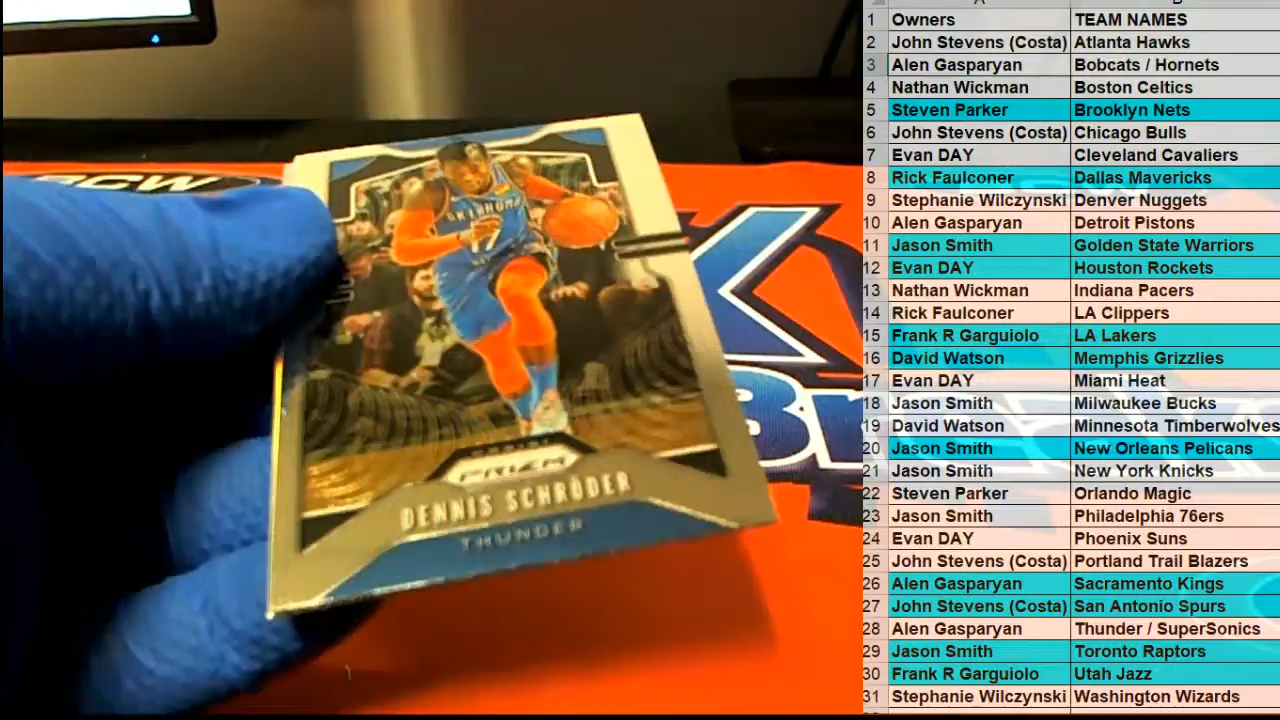 CW
OKLAHOMA
17
PRIZM
DENNIS SCHRÖDER
THUNDER
K
Br
1 Owners TEAM NAMES
2 John Stevens (Costa) Atlanta Hawks
3 Alen Gasparyan Bobcats / Hornets
4 Nathan Wickman Boston Celtics
5 Steven Parker Brooklyn Nets
6 John Stevens (Costa) Chicago Bulls
7 Evan DAY Cleveland Cavaliers
8 Rick Faulconer Dallas Mavericks
9 Stephanie Wilczynski Denver Nuggets
10 Alen Gasparyan Detroit Pistons
11 Jason Smith Golden State Warriors
12 Evan DAY Houston Rockets
13 Nathan Wickman Indiana Pacers
14 Rick Faulconer LA Clippers
15 Frank R Garguiolo LA Lakers
16 David Watson Memphis Grizzlies
17 Evan DAY Miami Heat
18 Jason Smith Milwaukee Bucks
19 David Watson Minnesota Timberwolves
20 Jason Smith New Orleans Pelicans
21 Jason Smith New York Knicks
22 Steven Parker Orlando Magic
23 Jason Smith Philadelphia 76ers
24 Evan DAY Phoenix Suns
25 John Stevens (Costa) Portland Trail Blazers
26 Alen Gasparyan Sacramento Kings
27 John Stevens (Costa) San Antonio Spurs
28 Alen Gasparyan Thunder / SuperSonics
29 Jason Smith Toronto Raptors
30 Frank R Garguiolo Utah Jazz
31 Stephanie Wilczynski Washington Wizards